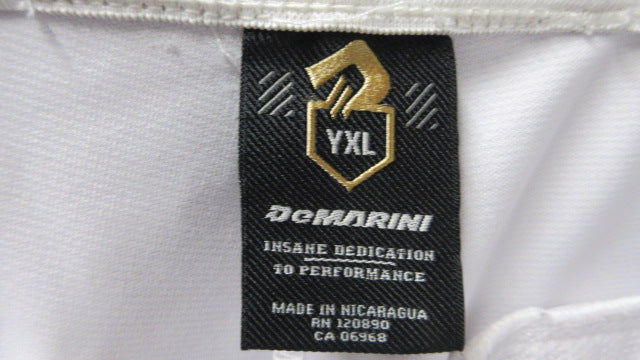 YXL
DeMARINI
INSANE DEDICATION
TO PERFORMANCE
MADE IN NICARAGUA
RN 120890
CA 06968